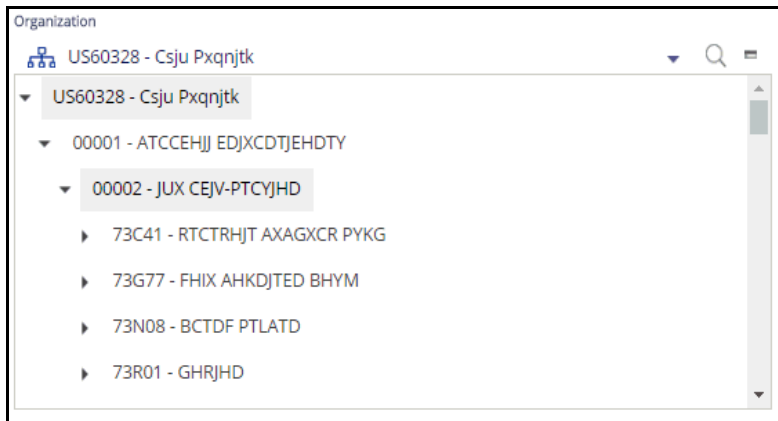 Organization
US60328 - Csju Pxqnjtk
US60328 - Csju Pxqnjtk
00001 - ATCCEHJJ EDJXCDTJEHDTY
00002 - JUX CEJV-PTCYJHD
73C41 - RTCTRHJT AXAGXCR PYKG
73G77 - FHIX AHKDJTED BHYM
73N08 - BCTDF PTLATD
73R01 - GHRJHD